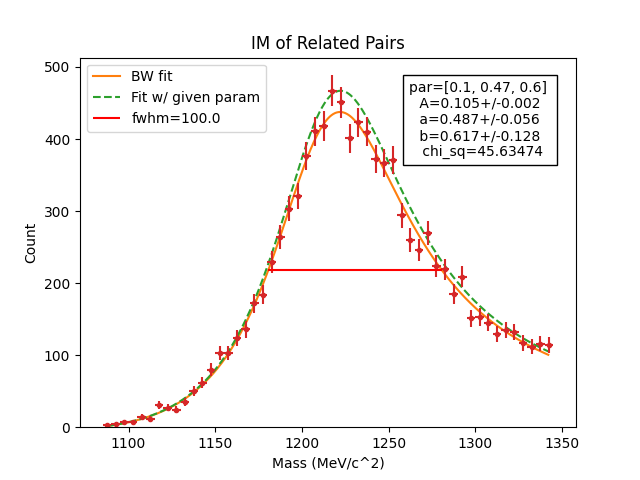 IM of Related Pairs
BW fit
Fit w/ given param
fwhm=100.0
par=[0.1, 0.47, 0.6]
A=0.105+/-0.002
a=0.487+/-0.056
b=0.617+/-0.128
chi_sq=45.63474
500
400
300
200
100
0
Count
1100 1150 1200 1250 1300 1350
Mass (MeV/c^2)